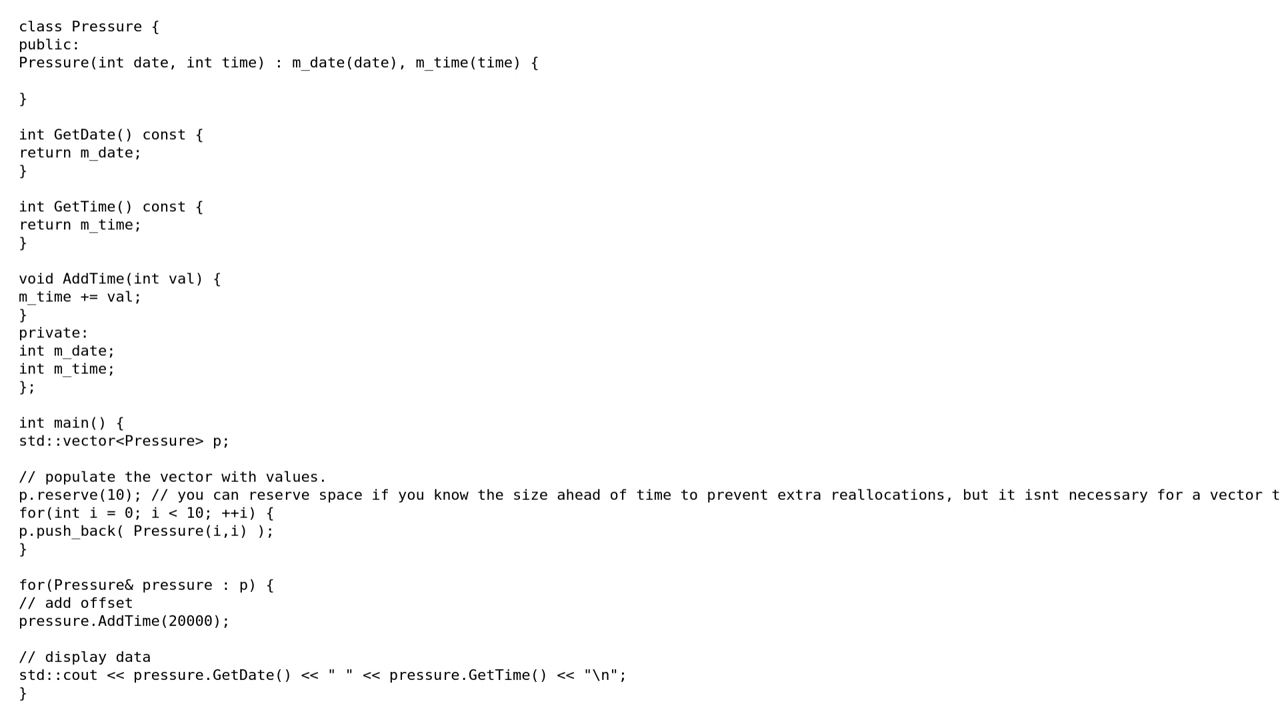 class Pressure {
public:
Pressure(int date, int time) : m_date(date), m_time(time) {

}

int GetDate() const {
return m_date;
}

int GetTime() const {
return m_time;
}

void AddTime(int val) {
m_time += val;
}
private:
int m_date;
int m_time;
};

int main() {
std::vector<Pressure> p;

// populate the vector with values.
p.reserve(10); // you can reserve space if you know the size ahead of time to prevent extra reallocations, but it isnt necessary for a vector t
for(int i = 0; i < 10; ++i) {
p.push_back( Pressure(i,i) );
}

for(Pressure& pressure : p) {
// add offset
pressure.AddTime(20000);

// display data
std::cout << pressure.GetDate() << " " << pressure.GetTime() << "\n";
}